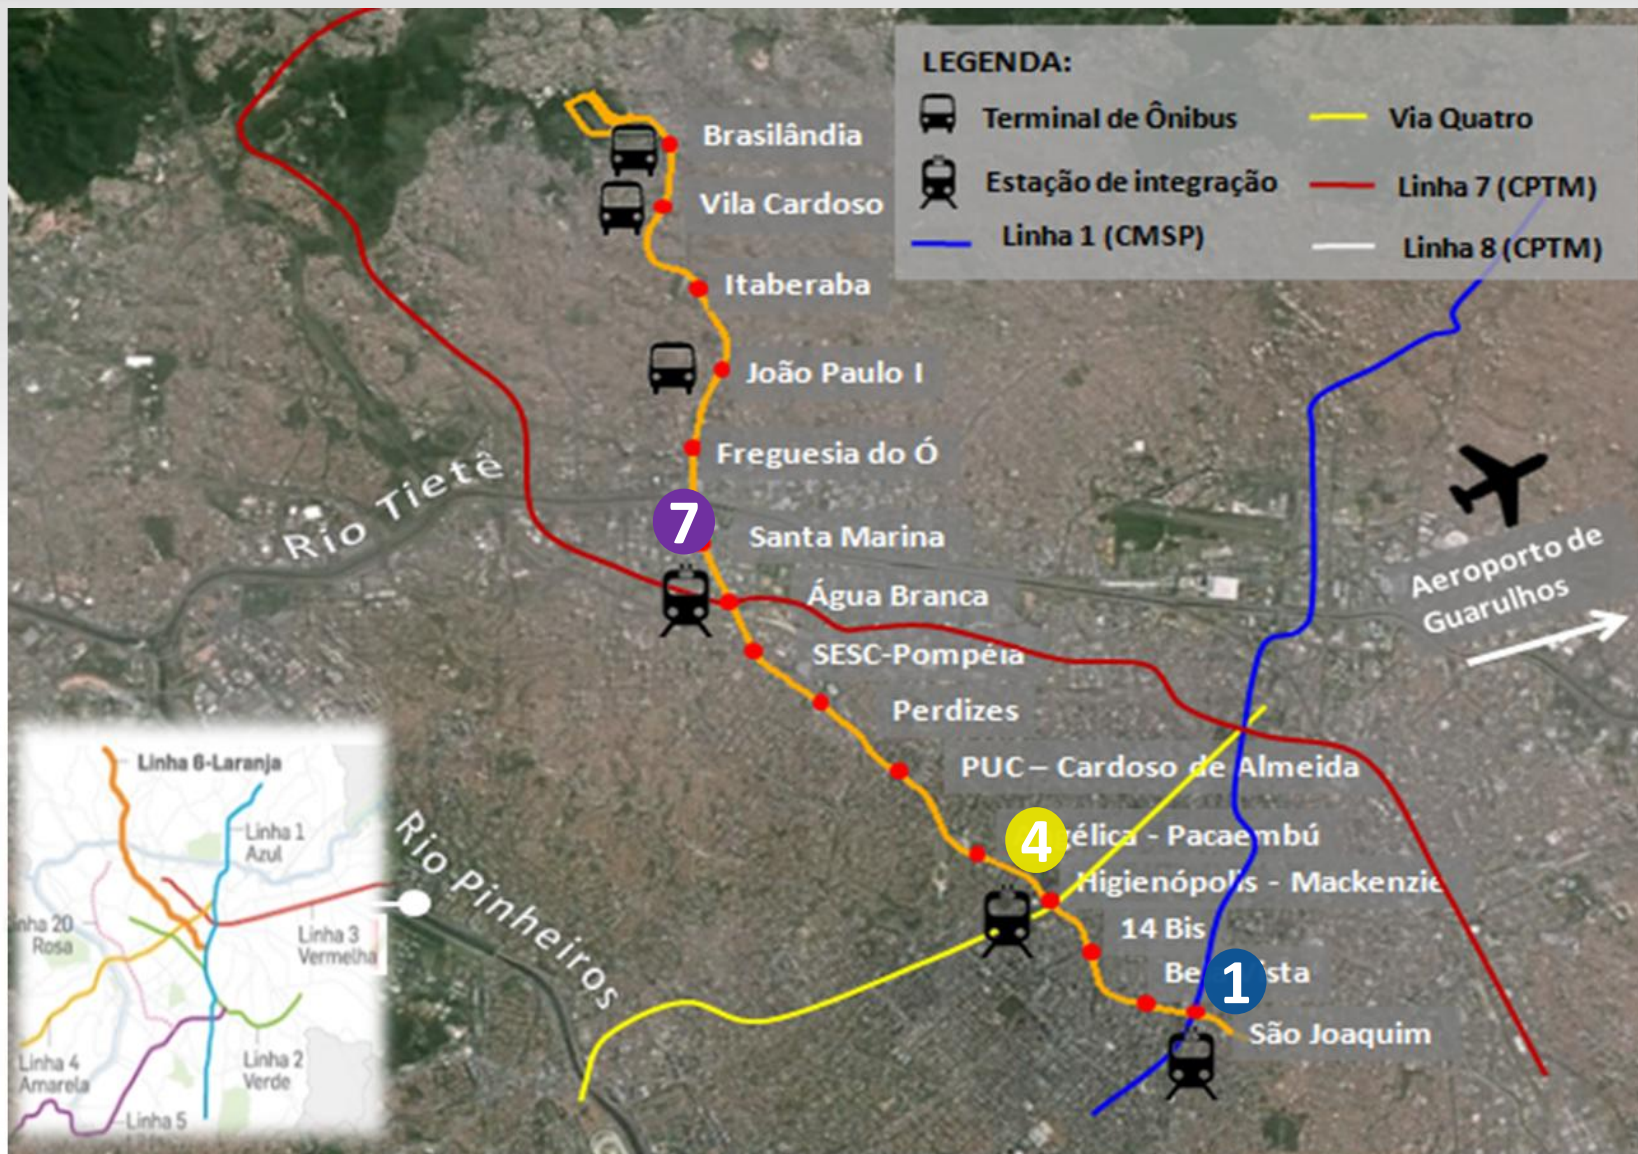 LEGENDA:
Terminal de Ônibus
Via Quatro
Estação de integração
Linha 7 (CPTM)
Linha 1 (CMSP)
Linha 8 (CPTM)
Brasilândia
Vila Cardoso
Itaberaba
João Paulo I
Freguesia do Ó
Rio Tietê
7
Santa Marina
Água Branca
SESC-Pompéia
Perdizes
PUC – Cardoso de Almeida
4
- Pacaembú
Higienópolis - Mackenzie
14 Bis
1
São Joaquim
Aeroporto de
Guarulhos
Rio Pinheiros
Linha 6-Laranja
Linha 1
Azul
Linha 3
Vermelha
20
Rosa
Linha 4
Amarela
Linha 2
Verde
Linha 5